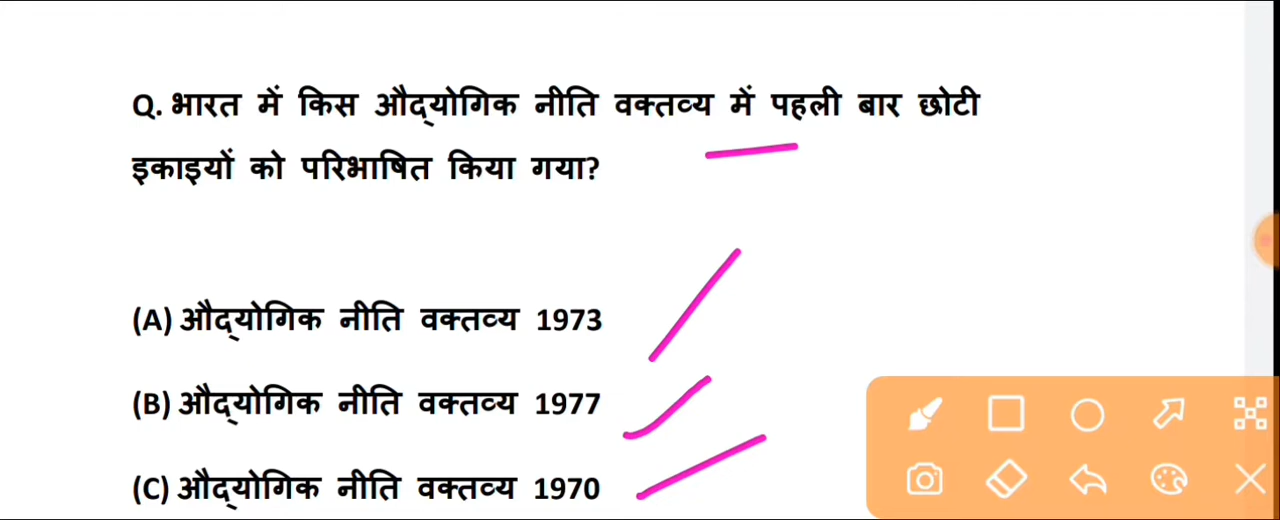 Q. भारत में किस औद्योगिक नीति वक्तव्य में पहली बार छोटी
इकाइयों को परिभाषित किया गया?
(A) औद्योगिक नीति वक्तव्य 1973
(B) औद्योगिक नीति वक्तव्य 1977
(C) औद्योगिक नीति वक्तव्य 1970